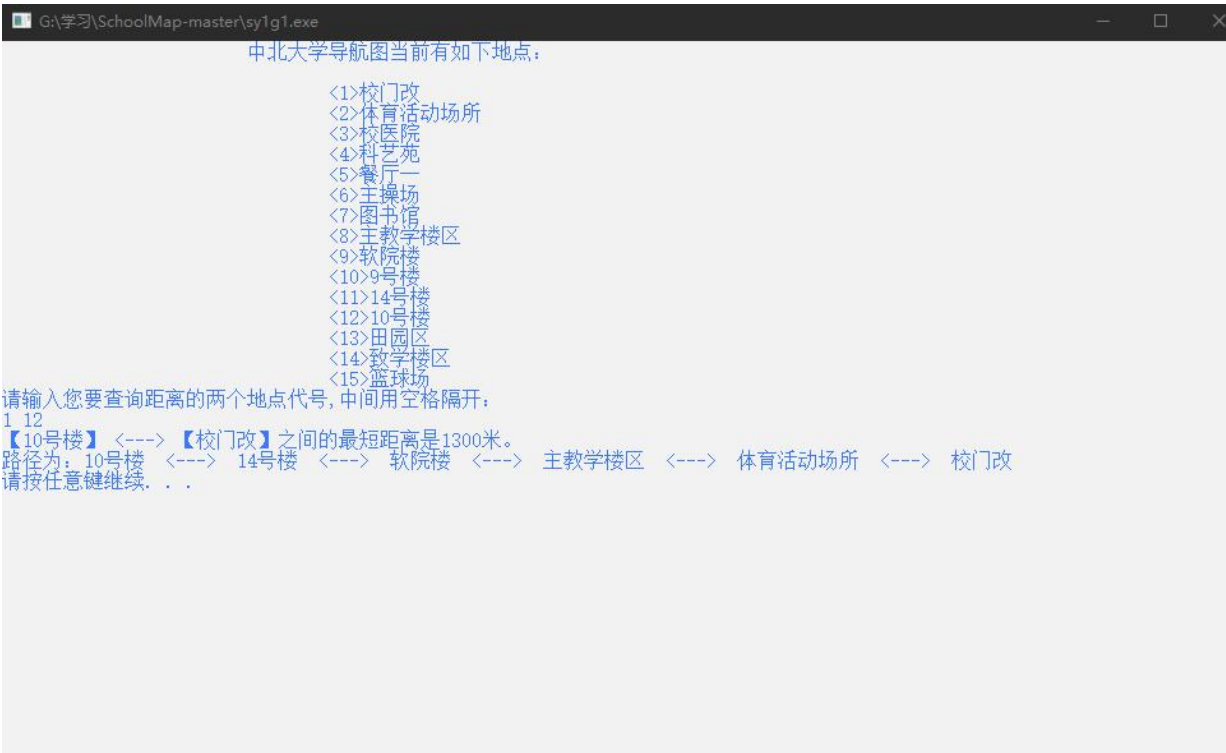 G:\学习\SchoolMap-master\sy1g1.exe
中北大学导航图当前有如下地点:
<1>校门改
<2>体育活动场所
<3>校医院
<4>科艺苑
<5>餐厅一
<6>主操场
<7>图书馆
<8>主教学楼区
<9>软院楼
<10>9号楼
<11>14号楼
<12>10号楼
<13>田园区
<14>致学楼区
<15>篮球场
请输入您要查询距离的两个地点代号,中间用空格隔开:
1 12
【10号楼】 <---> 【校门改】之间的最短距离是1300米。
路径为: 10号楼 <---> 14号楼 <---> 软院楼 <---> 主教学楼区 <---> 体育活动场所 <---> 校门改
请按任意键继续. . .